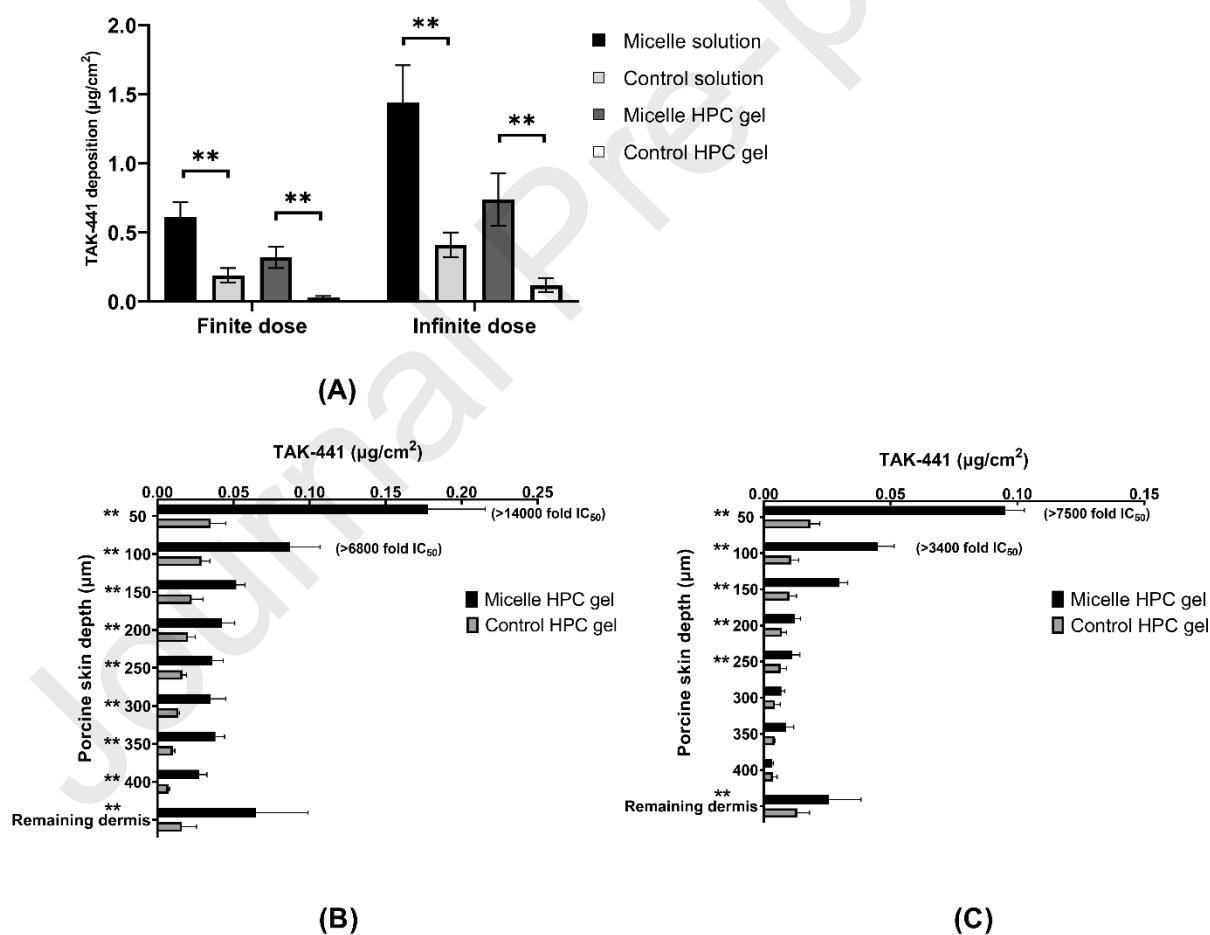 2.0
1.5
1.0
0.5
0.0
TAK-441 deposition (µg/cm²)
**
**
**
**
Finite dose
Infinite dose
Micelle solution
Control solution
Micelle HPC gel
Control HPC gel
(A)
TAK-441 (µg/cm²)
0.00 0.05 0.10 0.15 0.20 0.25
Porcine skin depth (µm)
** 50
** 100
** 150
** 200
** 250
** 300
** 350
** 400
**
Remaining dermis
(>14000 fold IC₅₀)
(>6800 fold IC₅₀)
Micelle HPC gel
Control HPC gel
(B)
TAK-441 (µg/cm²)
0.00 0.05 0.10 0.15
Porcine skin depth (µm)
** 50
** 100
** 150
** 200
** 250
300
350
400
**
Remaining dermis
(>7500 fold IC₅₀)
(>3400 fold IC₅₀)
Micelle HPC gel
Control HPC gel
(C)
Journal Pre-p